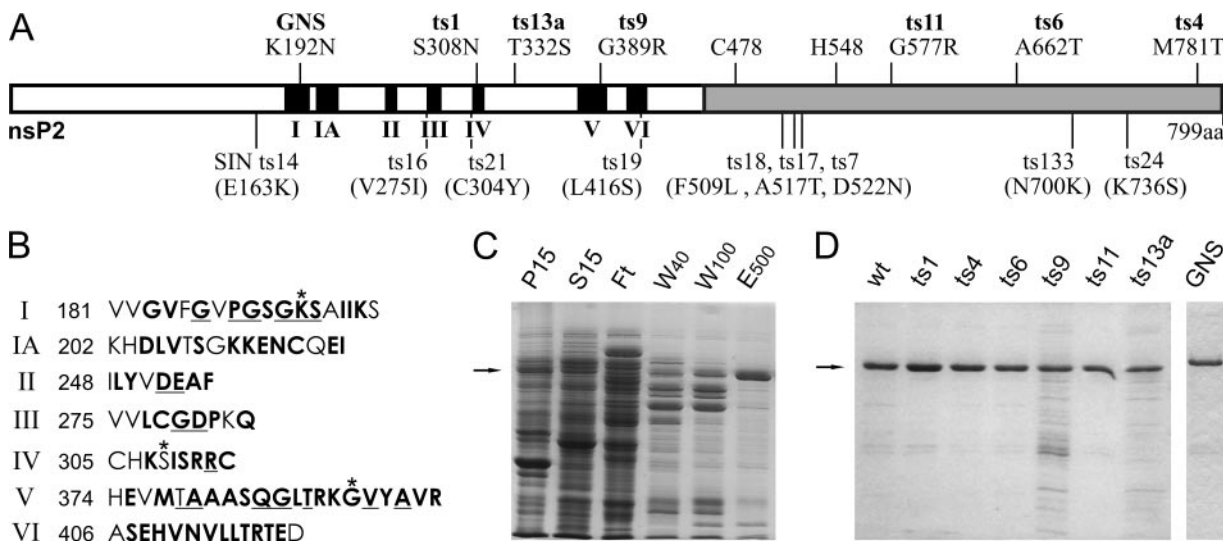 A
GNS ts1 ts13a ts9 ts11 ts6 ts4
K192N S308N T332S G389R C478 H548 G577R A662T M781T
nsP2 I IA II III IV V VI 799aa
SIN ts14 ts16 ts21 ts19 ts18, ts17, ts7 ts133 ts24
(E163K) (V275I) (C304Y) (L416S) (F509L , A517T, D522N) (N700K) (K736S)
B
I 181 VVGVFGVPGSGKSAIIKS
*
IA 202 KHDLVTSGKKENCQEI
II 248 ILYVDEAF
III 275 VVLCGDPKQ
IV 305 CHKSISRRC
*
V 374 HEVMTAAASQGLTRKGVYAVR
*
VI 406 ASEHVNVLLTRTED
C
P15 S15 Ft W40 W100 E500
D
wt ts1 ts4 ts6 ts9 ts11 ts13a GNS